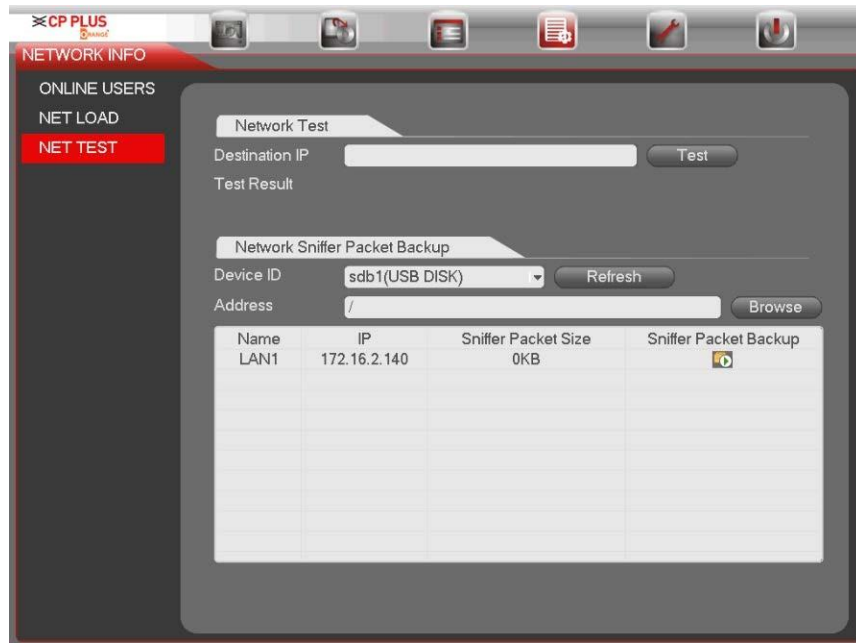 CP PLUS
ORANGE
NETWORK INFO
ONLINE USERS
NET LOAD
NET TEST
Network Test
Destination IP Test
Test Result
Network Sniffer Packet Backup
Device ID sdb1(USB DISK) Refresh
Address / Browse
Name IP Sniffer Packet Size Sniffer Packet Backup
LAN1 172.16.2.140 0KB